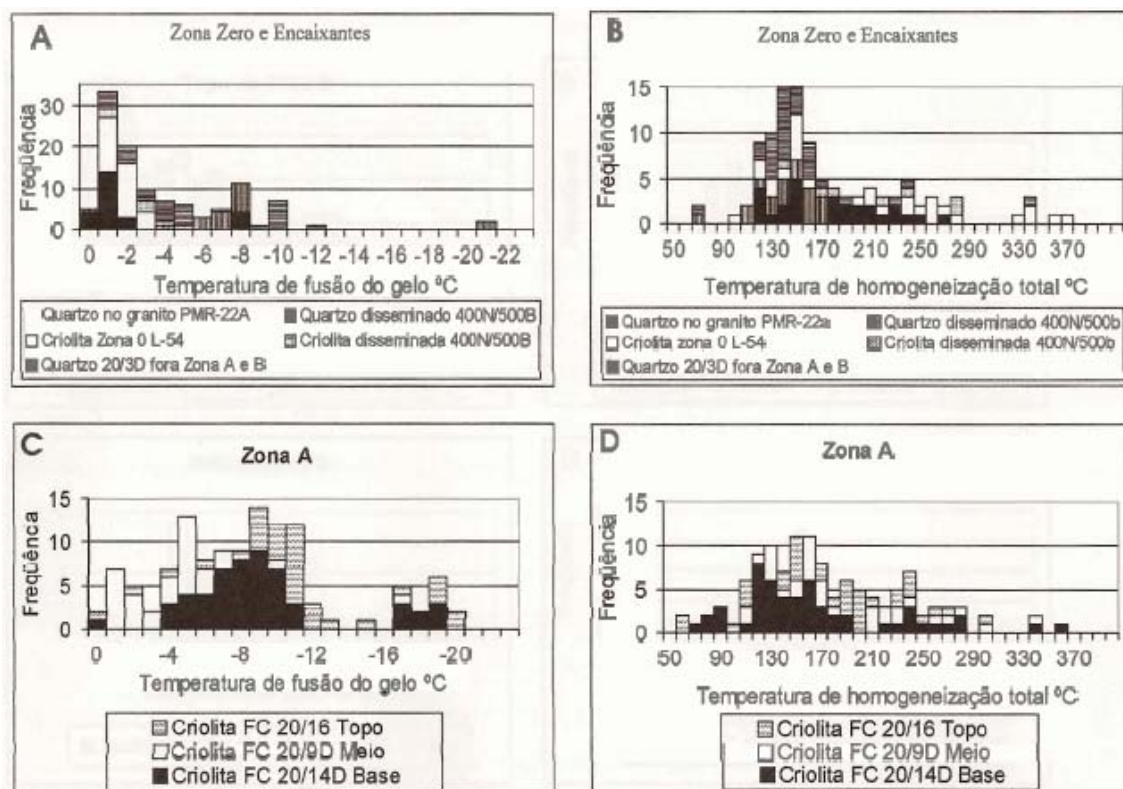 A
Zona Zero e Encaixantes
Freqüência
30
20
10
0
0 -2 -4 -6 -8 -10 -12 -14 -16 -18 -20 -22
Temperatura de fusão do gelo ºC
Quartzo no granito PMR-22A Quartzo disseminado 400N/500B
Criolita Zona 0 L-54 Criolita disseminada 400N/500B
Quartzo 20/3D fora Zona A e B
B
Zona Zero e Encaixantes
Freqüência
15
10
5
0
50 90 130 170 210 250 290 330 370
Temperatura de homogeneização total ºC
Quartzo no granito PMR-22a Quartzo disseminado 400N/500b
Criolita zona 0 L-54 Criolita disseminada 400N/500b
Quartzo 20/3D fora Zona A e B
C
Zona A
Freqüência
15
10
5
0
0 -4 -8 -12 -16 -20
Temperatura de fusão do gelo ºC
Criolita FC 20/16 Topo
Criolita FC 20/9D Meio
Criolita FC 20/14D Base
D
Zona A.
Freqüência
15
10
5
0
50 90 130 170 210 250 290 330 370
Temperatura de homogeneização total ºC
Criolita FC 20/16 Topo
Criolita FC 20/9D Meio
Criolita FC 20/14D Base